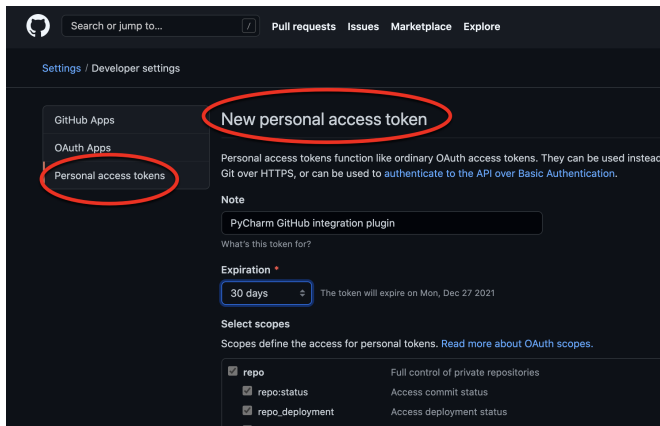 Search or jump to... /
Pull requests Issues Marketplace Explore
Settings / Developer settings
GitHub Apps
OAuth Apps
Personal access tokens
New personal access token
Personal access tokens function like ordinary OAuth access tokens. They can be used instead
Git over HTTPS, or can be used to authenticate to the API over Basic Authentication.
Note
PyCharm GitHub integration plugin
What's this token for?
Expiration *
30 days The token will expire on Mon, Dec 27 2021
Select scopes
Scopes define the access for personal tokens. Read more about OAuth scopes.
repo Full control of private repositories
repo:status Access commit status
repo_deployment Access deployment status